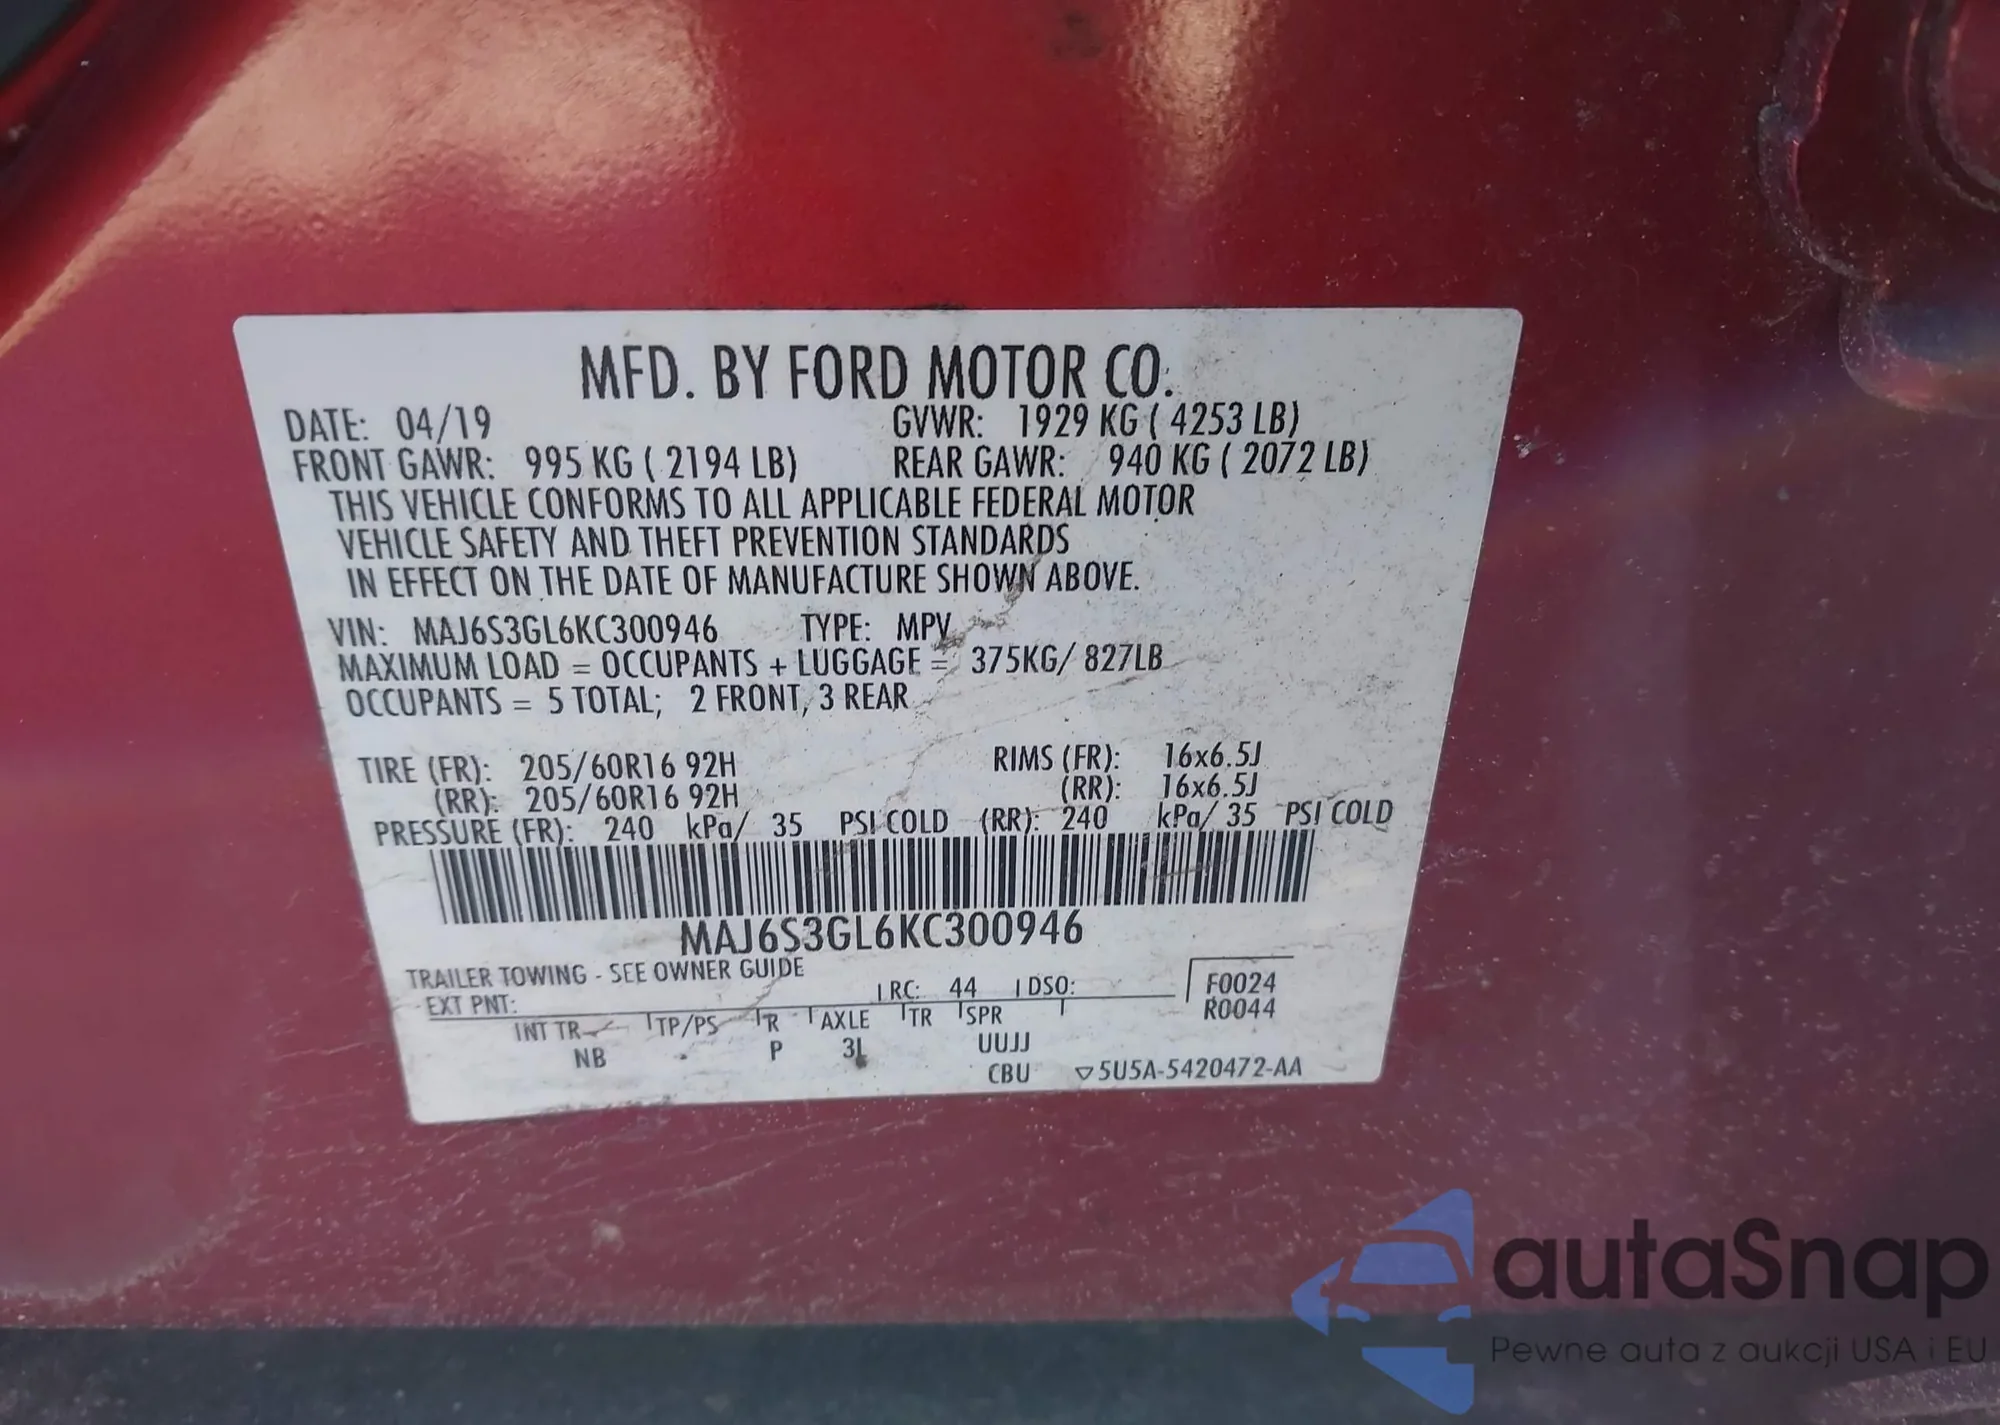 MFD. BY FORD MOTOR CO.
DATE: 04/19 GVWR: 1929 KG ( 4253 LB)
FRONT GAWR: 995 KG ( 2194 LB) REAR GAWR: 940 KG ( 2072 LB)
THIS VEHICLE CONFORMS TO ALL APPLICABLE FEDERAL MOTOR
VEHICLE SAFETY AND THEFT PREVENTION STANDARDS
IN EFFECT ON THE DATE OF MANUFACTURE SHOWN ABOVE.
VIN: MAJ6S3GL6KC300946 TYPE: MPV
MAXIMUM LOAD = OCCUPANTS + LUGGAGE = 375KG/ 827LB
OCCUPANTS = 5 TOTAL; 2 FRONT, 3 REAR
TIRE (FR): 205/60R16 92H RIMS (FR): 16x6.5J
(RR): 205/60R16 92H (RR): 16x6.5J
PRESSURE (FR): 240 kPa/ 35 PSI COLD (RR): 240 kPa/ 35 PSI COLD
MAJ6S3GL6KC300946
TRAILER TOWING - SEE OWNER GUIDE
EXT PNT: RC: 44 DSO: F0024
R0044
INT TR TP/PS R AXLE TR SPR
NB P 3L UUJJ
CBU ▽5U5A-5420472-AA
autaSnap
Pewne auta z aukcji USA i EU